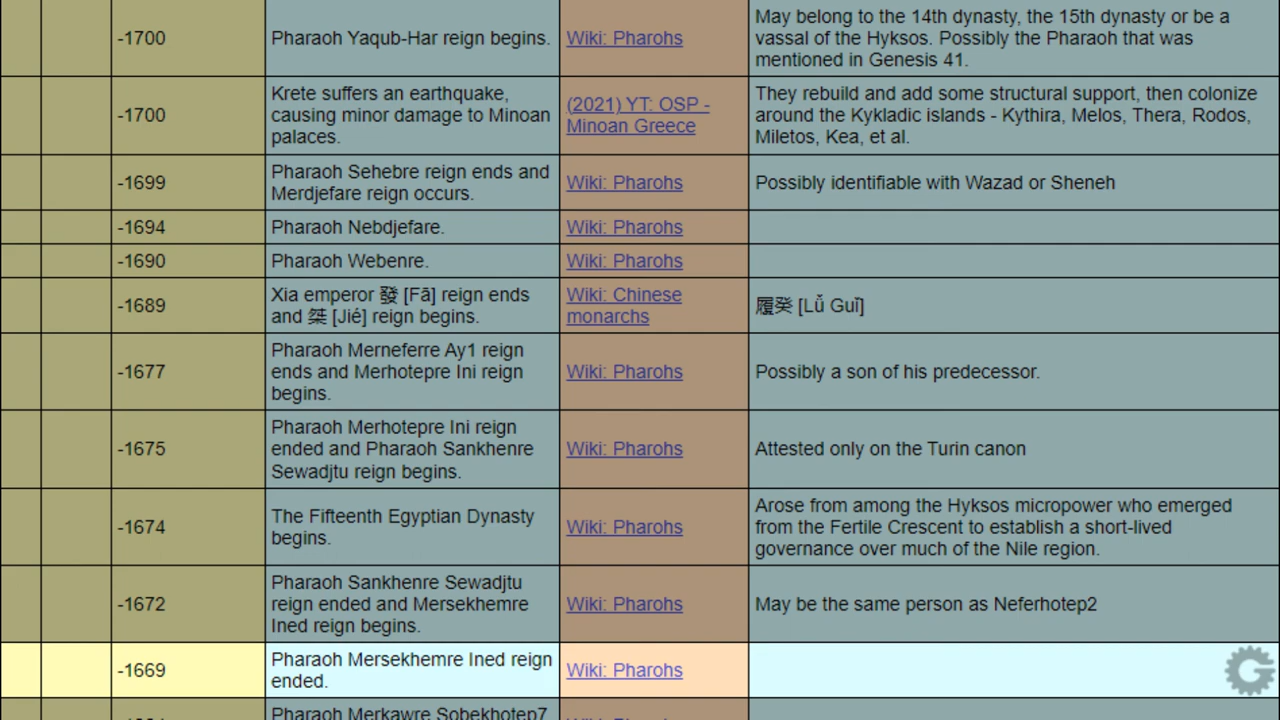 -1700
Pharaoh Yaqub-Har reign begins.
Wiki: Pharohs
May belong to the 14th dynasty, the 15th dynasty or be a
vassal of the Hyksos. Possibly the Pharaoh that was
mentioned in Genesis 41.
-1700
Krete suffers an earthquake,
causing minor damage to Minoan
palaces.
(2021) YT: OSP -
Minoan Greece
They rebuild and add some structural support, then colonize
around the Kykladic islands - Kythira, Melos, Thera, Rodos,
Miletos, Kea, et al.
-1699
Pharaoh Sehebre reign ends and
Merdjefare reign occurs.
Wiki: Pharohs
Possibly identifiable with Wazad or Sheneh
-1694
Pharaoh Nebdjefare.
Wiki: Pharohs
-1690
Pharaoh Webenre.
Wiki: Pharohs
-1689
Xia emperor 發 [Fā] reign ends
and 桀 [Jié] reign begins.
Wiki: Chinese
monarchs
履癸 [Lǚ Guǐ]
-1677
Pharaoh Merneferre Ay1 reign
ends and Merhotepre Ini reign
begins.
Wiki: Pharohs
Possibly a son of his predecessor.
-1675
Pharaoh Merhotepre Ini reign
ended and Pharaoh Sankhenre
Sewadjtu reign begins.
Wiki: Pharohs
Attested only on the Turin canon
-1674
The Fifteenth Egyptian Dynasty
begins.
Wiki: Pharohs
Arose from among the Hyksos micropower who emerged
from the Fertile Crescent to establish a short-lived
governance over much of the Nile region.
-1672
Pharaoh Sankhenre Sewadjtu
reign ended and Mersekhemre
Ined reign begins.
Wiki: Pharohs
May be the same person as Neferhotep2
-1669
Pharaoh Mersekhemre Ined reign
ended.
Wiki: Pharohs
Pharaoh Merkawre Sobekhotep7